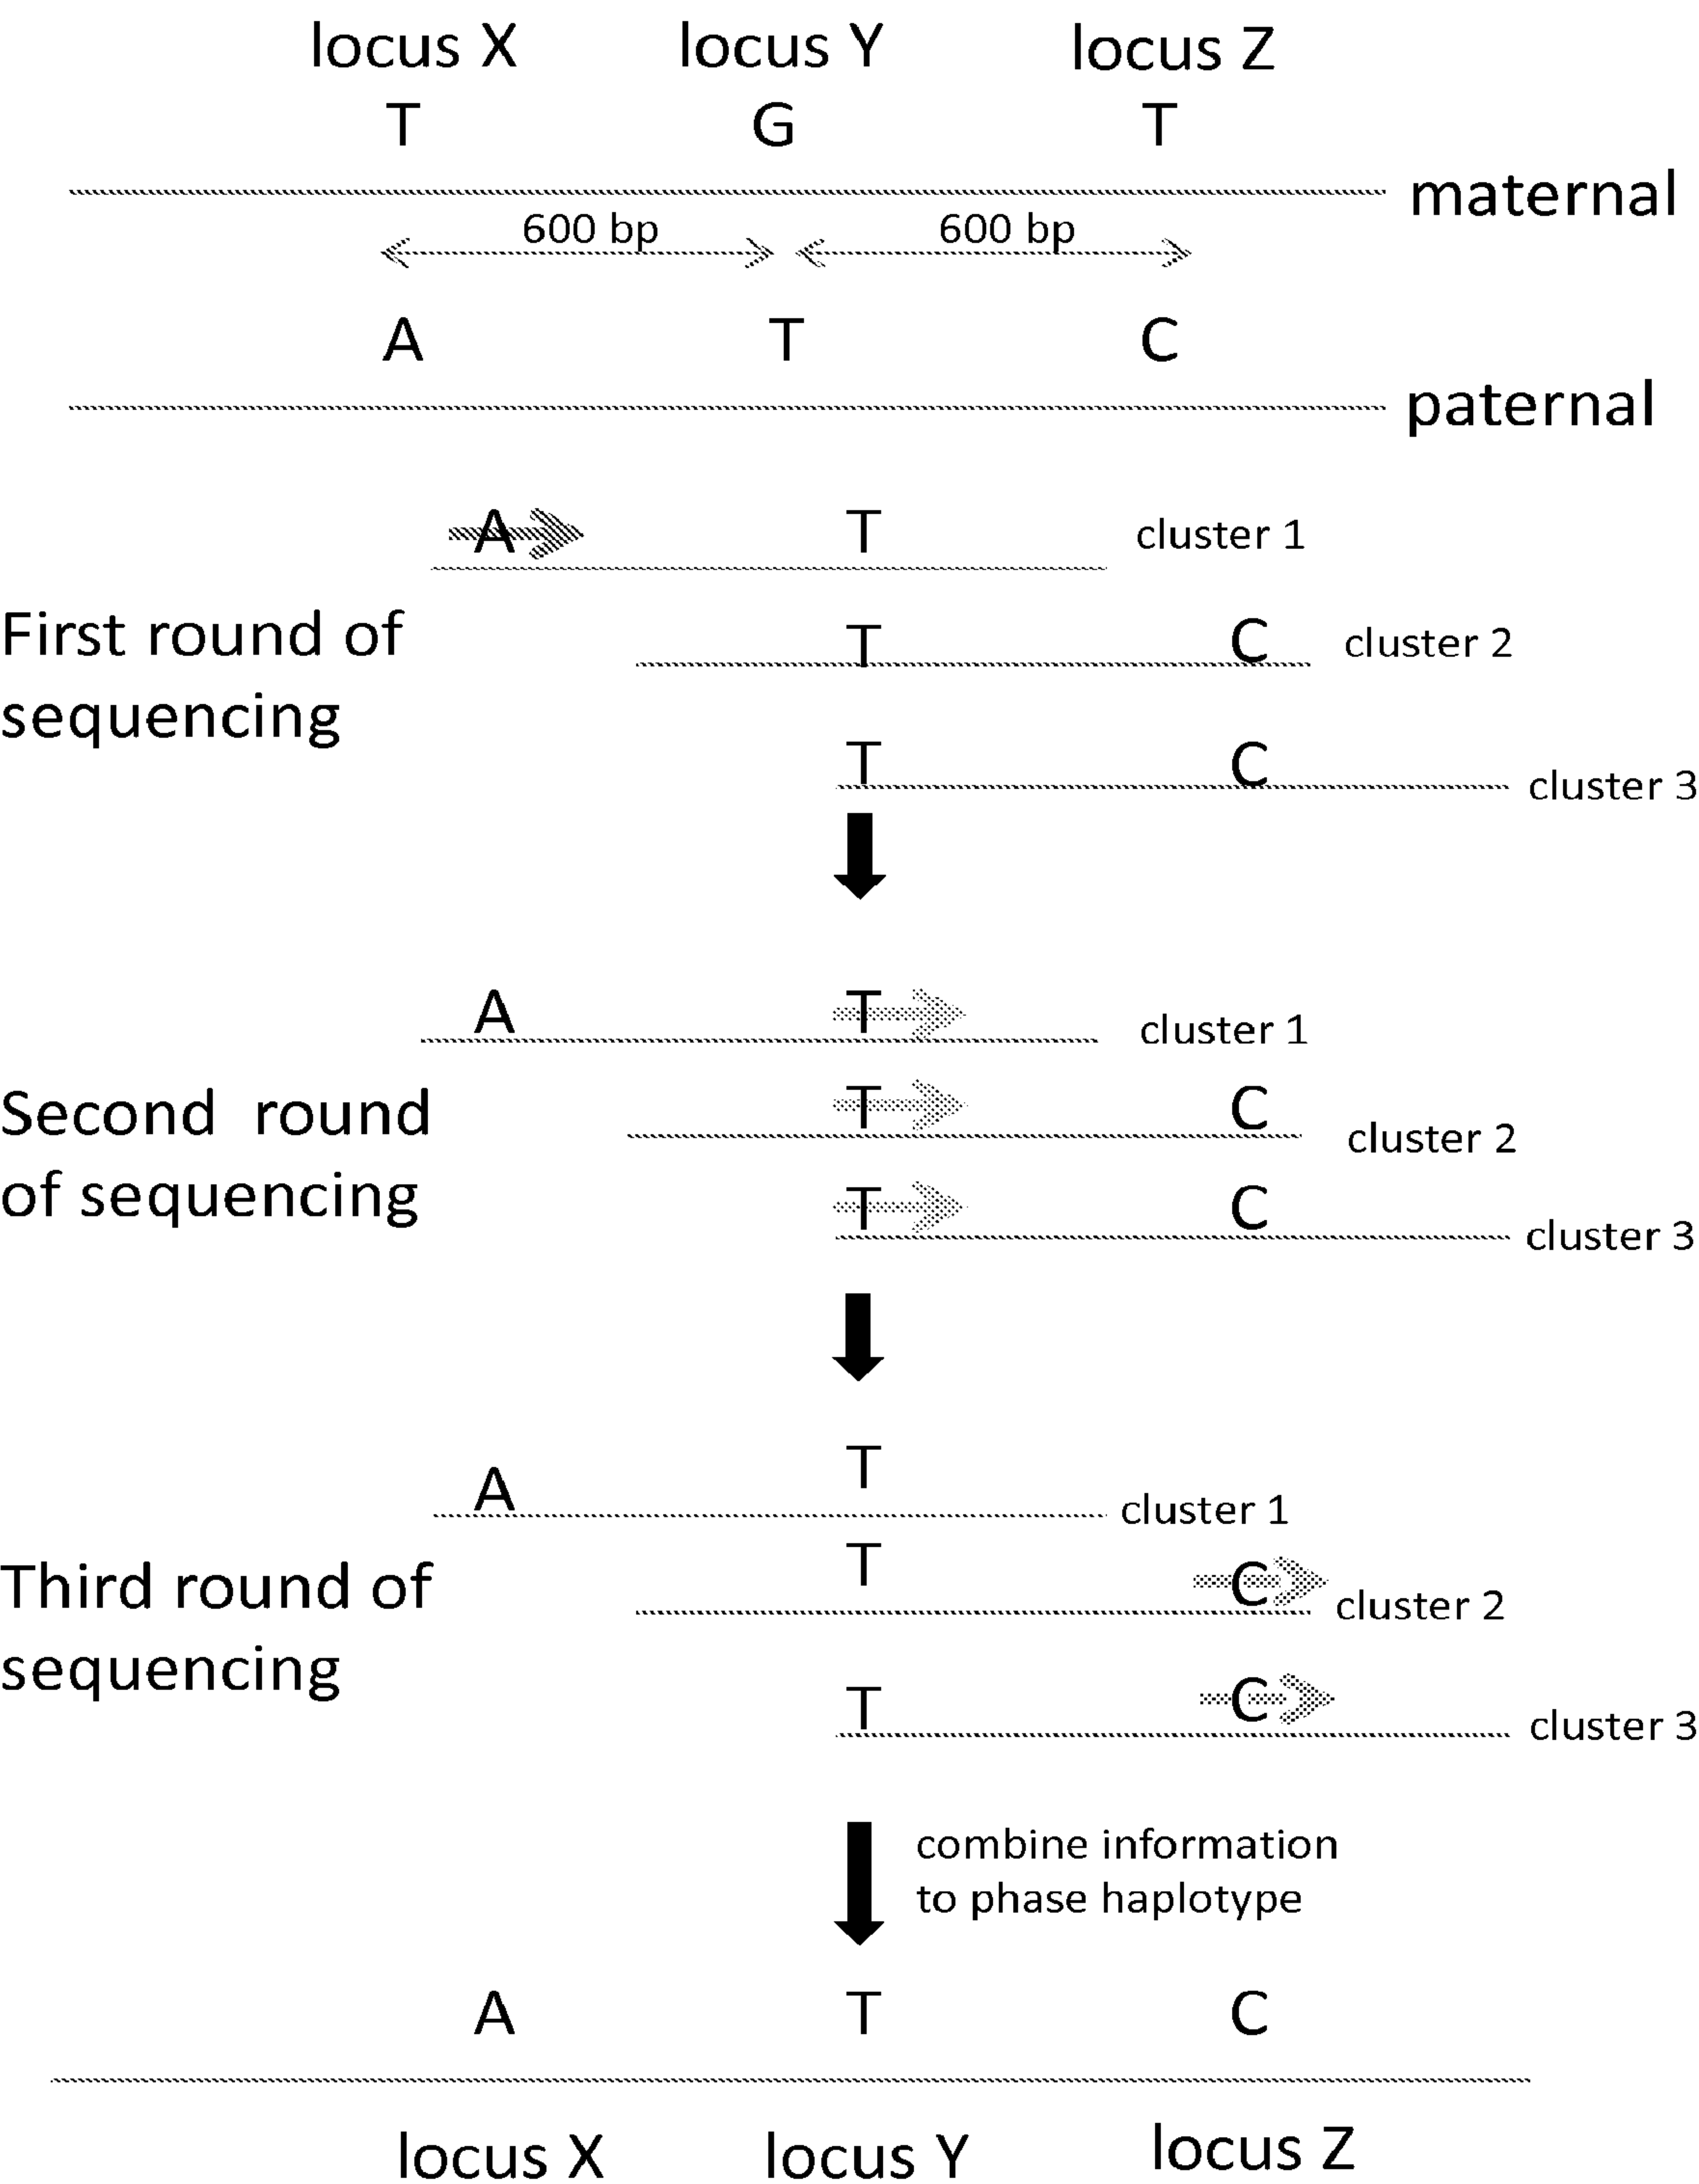 locus X locus Y locus Z
T G T
maternal
600 bp 600 bp
A T C
paternal
A T cluster 1
First round of
sequencing
T C cluster 2
T C cluster 3
A T cluster 1
Second round
of sequencing
T C cluster 2
T C cluster 3
A T cluster 1
Third round of
sequencing
T C cluster 2
T C cluster 3
combine information
to phase haplotype
A T C
locus X locus Y locus Z